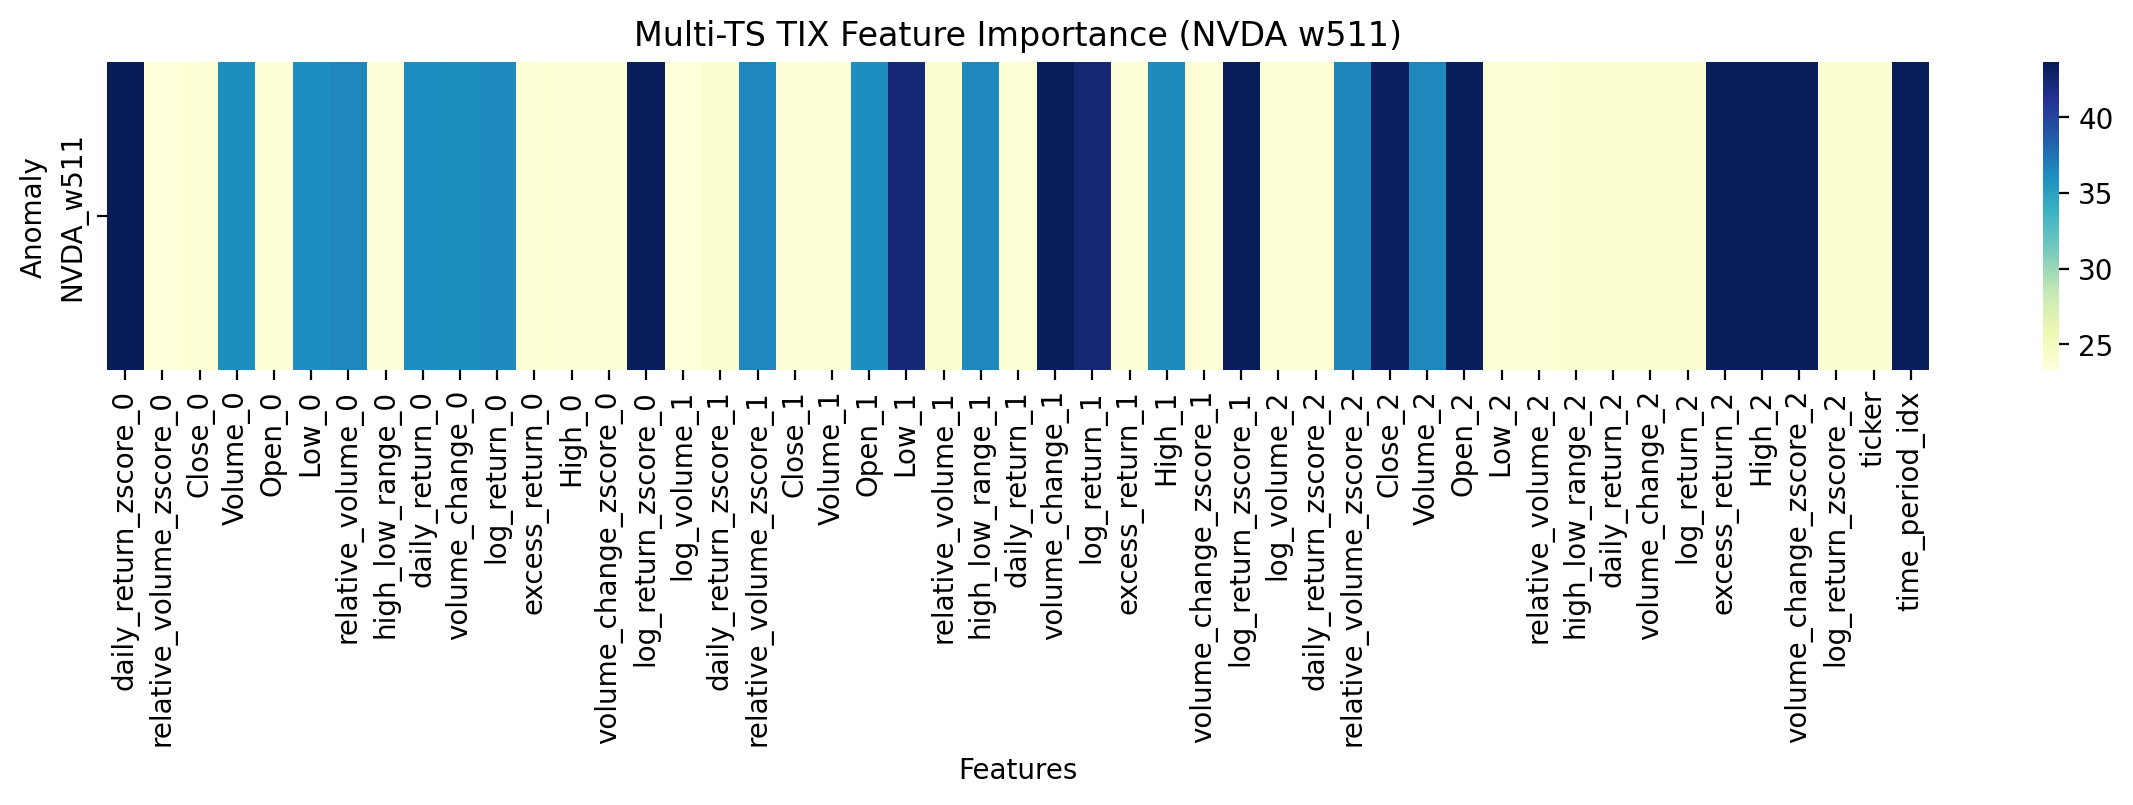 Multi-TS TIX Feature Importance (NVDA w511)
Anomaly
NVDA_w511
40
35
30
25
daily_return_zscore_0
relative_volume_zscore_0
Close_0
Volume_0
Open_0
Low_0
relative_volume_0
high_low_range_0
daily_return_0
volume_change_0
log_return_0
excess_return_0
High_0
volume_change_zscore_0
log_return_zscore_0
log_volume_1
daily_return_zscore_1
relative_volume_zscore_1
Close_1
Volume_1
Open_1
Low_1
relative_volume_1
high_low_range_1
daily_return_1
volume_change_1
log_return_1
excess_return_1
High_1
volume_change_zscore_1
log_return_zscore_1
log_volume_2
daily_return_zscore_2
relative_volume_zscore_2
Close_2
Volume_2
Open_2
Low_2
relative_volume_2
high_low_range_2
daily_return_2
volume_change_2
log_return_2
excess_return_2
High_2
volume_change_zscore_2
log_return_zscore_2
ticker
time_period_idx
Features